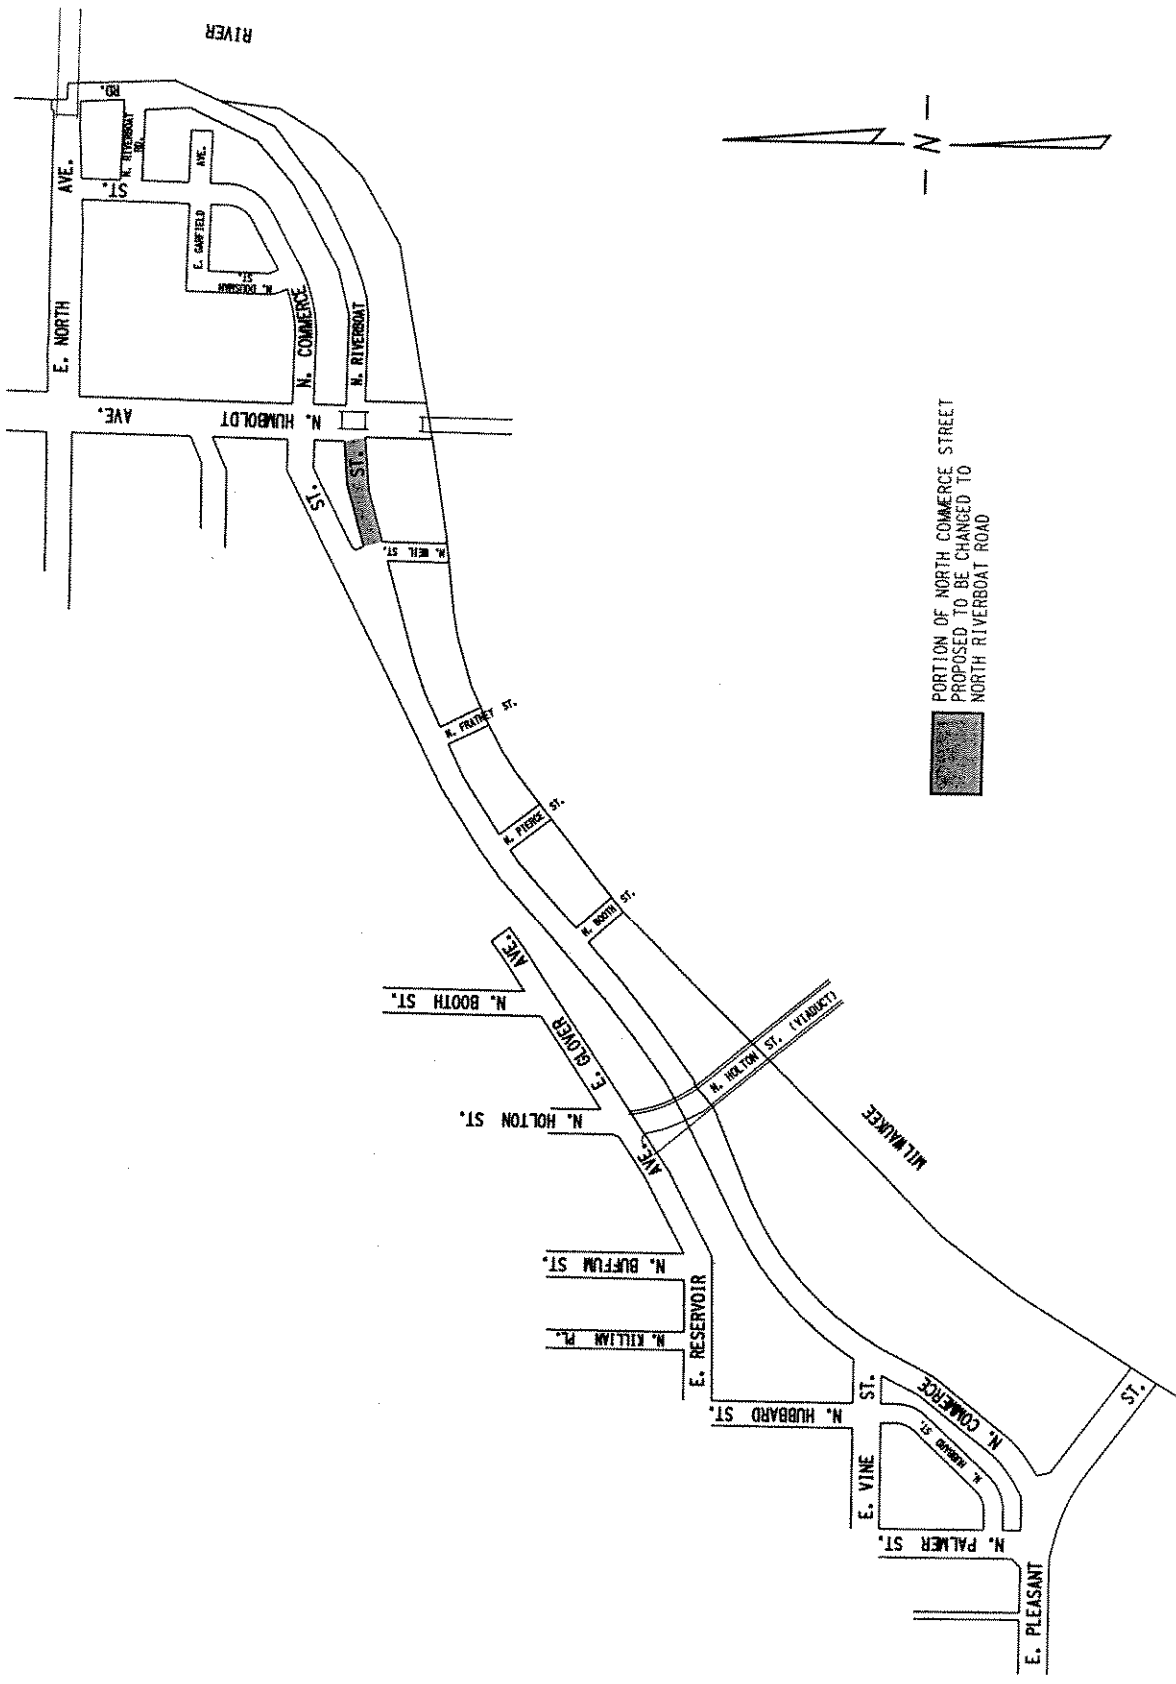 RIVER
RD.
N. RIVERBOAT
RD.
AVE.
ST.
AVE.
E. GARFIELD
N. DOUSMAN
ST.
E. NORTH
N. COMMERCE
N. RIVERBOAT
AVE.
N. HUMBOLDT
ST.
ST.
N. WEIL ST.
N. FRATNEY ST.
N. PIERCE ST.
N. BOOTH ST.
N. BOOTH ST.
AVE.
E. GLOVER
N. HOLTON ST.
N. HOLTON ST. (VIADUCT)
AVE.
MILWAUKEE
N. BUFFUM ST.
N. KILLIAN PL.
E. RESERVOIR
N. HUBBARD ST.
ST.
E. VINE
N. COMMERCE
N. HUBBARD ST.
N. PALMER ST.
ST.
E. PLEASANT
N
PORTION OF NORTH COMMERCE STREET
PROPOSED TO BE CHANGED TO
NORTH RIVERBOAT ROAD